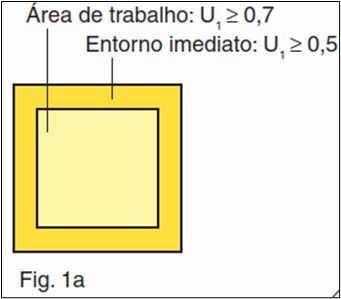 Área de trabalho: U₁ ≥ 0,7
Entorno imediato: U₁ ≥ 0,5
Fig. 1a